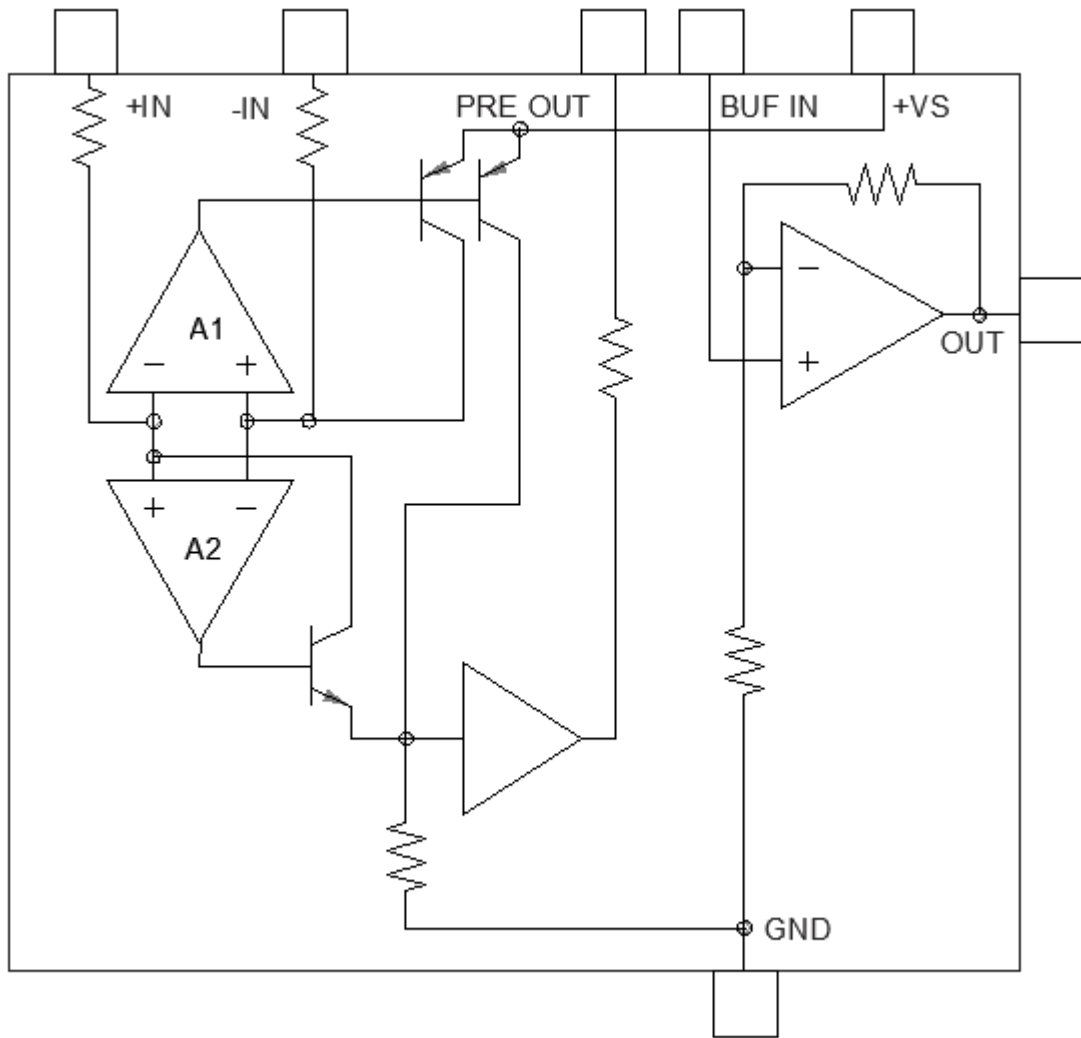 +IN
-IN
PRE OUT
BUF IN
+VS
A1
− +
− 
+
OUT
+ −
A2
GND